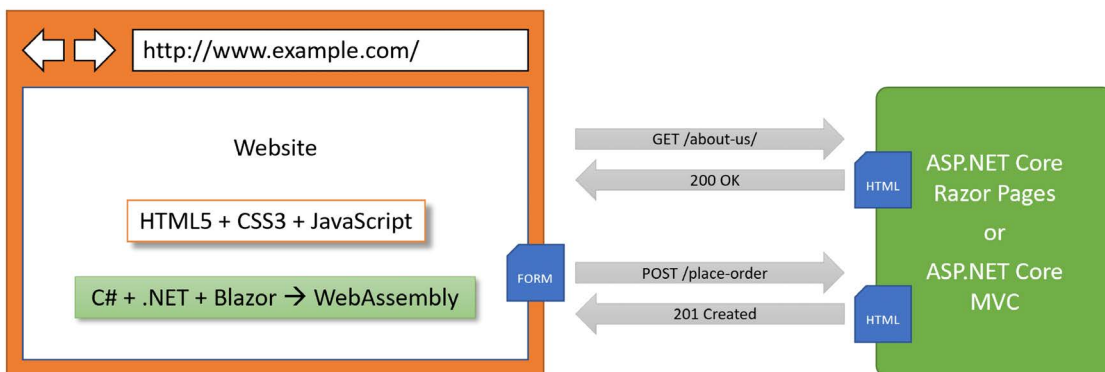 http://www.example.com/
Website
HTML5 + CSS3 + JavaScript
C# + .NET + Blazor → WebAssembly
FORM
GET /about-us/
200 OK
HTML
POST /place-order
201 Created
HTML
ASP.NET Core
Razor Pages
or
ASP.NET Core
MVC